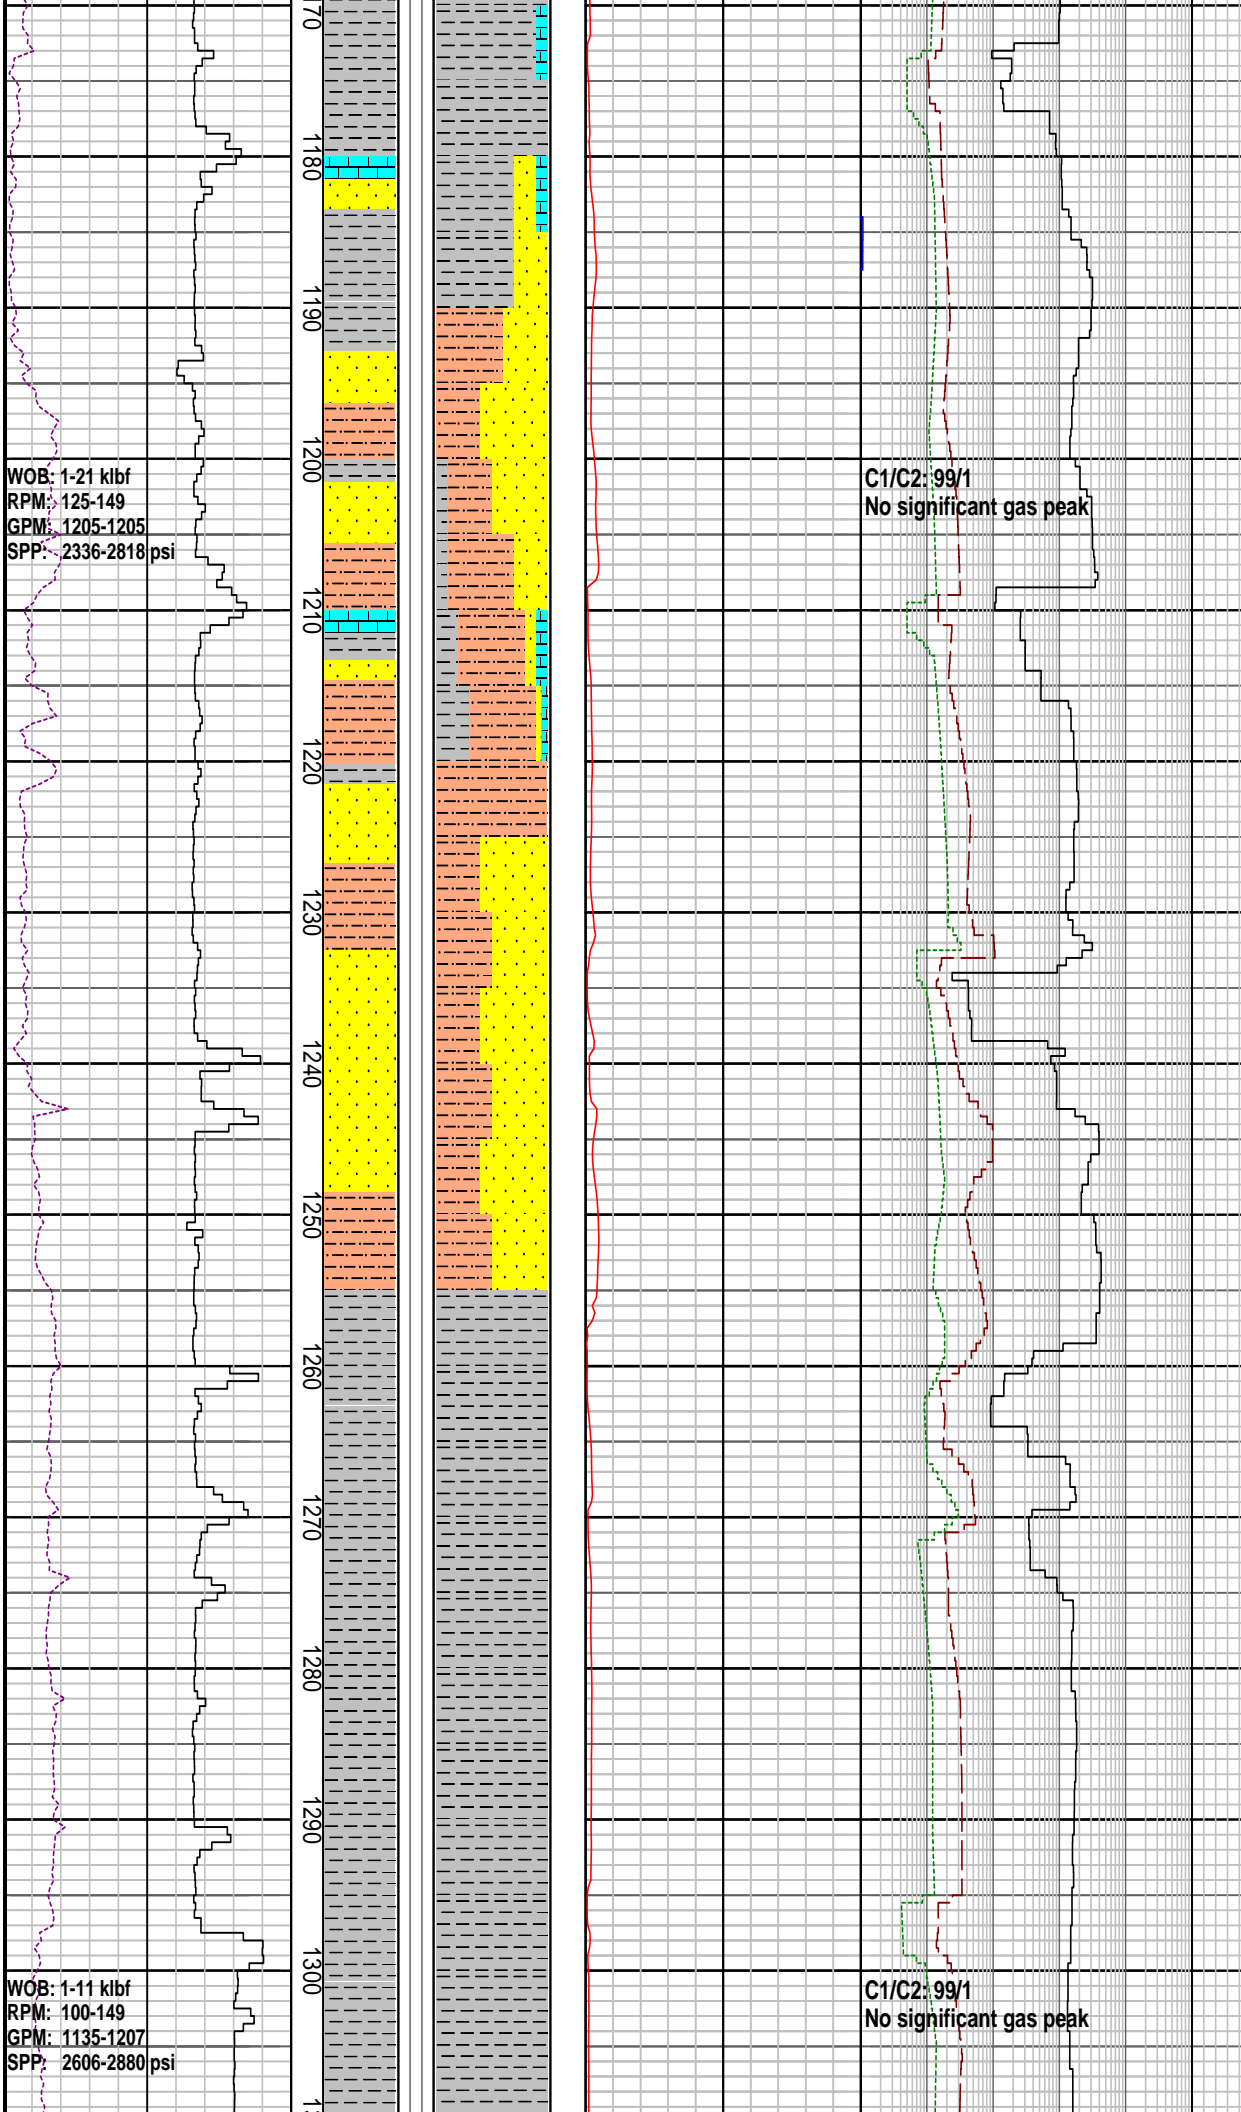 70
1180
1190
1200
WOB: 1-21 klbf
RPM: 125-149
GPM: 1205-1205
SPP: 2336-2818 psi
C1/C2: 99/1
No significant gas peak
1210
1220
1230
1240
1250
1260
1270
1280
1290
1300
WOB: 1-11 klbf
RPM: 100-149
GPM: 1135-1207
SPP: 2606-2880 psi
C1/C2: 99/1
No significant gas peak